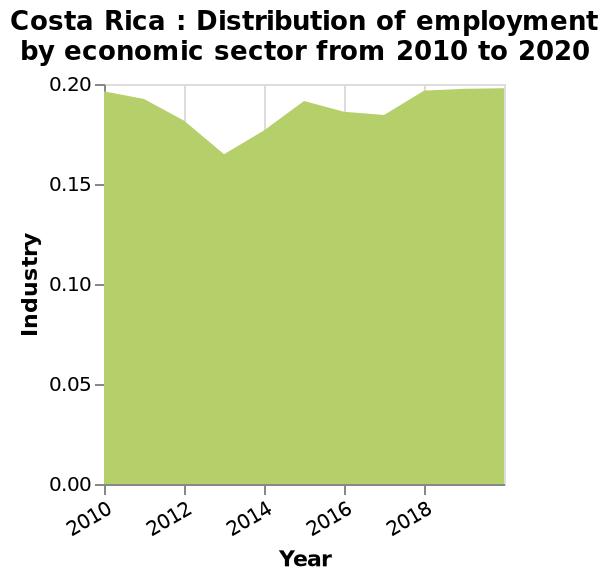 Costa Rica : Distribution of employment
by economic sector from 2010 to 2020
0.20
0.15
0.10
0.05
0.00
Industry
2010
2012
2014
2016
2018
Year